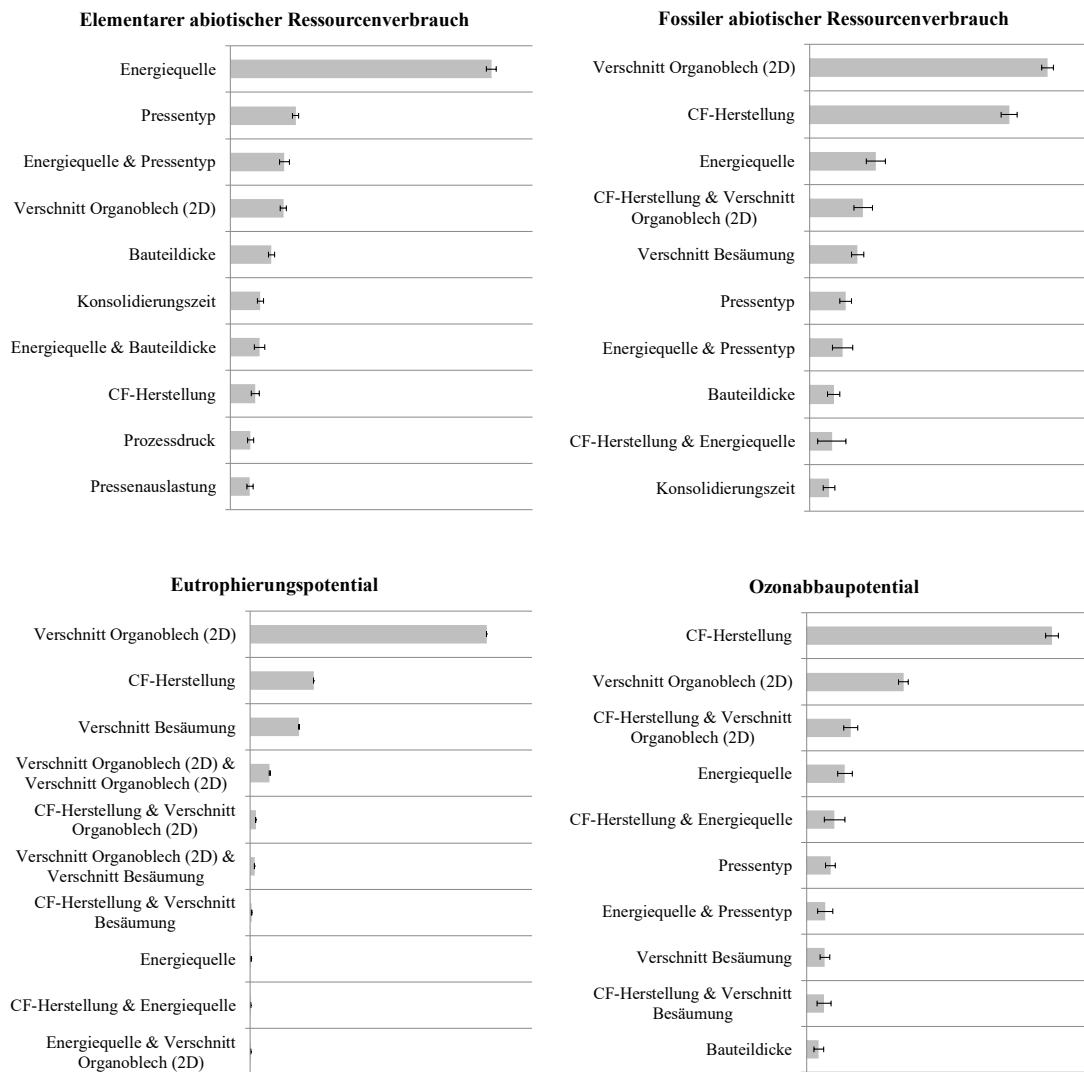 Elementarer abiotischer Ressourcenverbrauch
Energiequelle
Pressentyp
Energiequelle & Pressentyp
Verschnitt Organoblech (2D)
Bauteildicke
Konsolidierungszeit
Energiequelle & Bauteildicke
CF-Herstellung
Prozessdruck
Pressenauslastung
Fossiler abiotischer Ressourcenverbrauch
Verschnitt Organoblech (2D)
CF-Herstellung
Energiequelle
CF-Herstellung & Verschnitt
Organoblech (2D)
Verschnitt Besäumung
Pressentyp
Energiequelle & Pressentyp
Bauteildicke
CF-Herstellung & Energiequelle
Konsolidierungszeit
Eutrophierungspotential
Verschnitt Organoblech (2D)
CF-Herstellung
Verschnitt Besäumung
Verschnitt Organoblech (2D) &
Verschnitt Organoblech (2D)
CF-Herstellung & Verschnitt
Organoblech (2D)
Verschnitt Organoblech (2D) &
Verschnitt Besäumung
CF-Herstellung & Verschnitt
Besäumung
Energiequelle
CF-Herstellung & Energiequelle
Energiequelle & Verschnitt
Organoblech (2D)
Ozonabbaupotential
CF-Herstellung
Verschnitt Organoblech (2D)
CF-Herstellung & Verschnitt
Organoblech (2D)
Energiequelle
CF-Herstellung & Energiequelle
Pressentyp
Energiequelle & Pressentyp
Verschnitt Besäumung
CF-Herstellung & Verschnitt
Besäumung
Bauteildicke